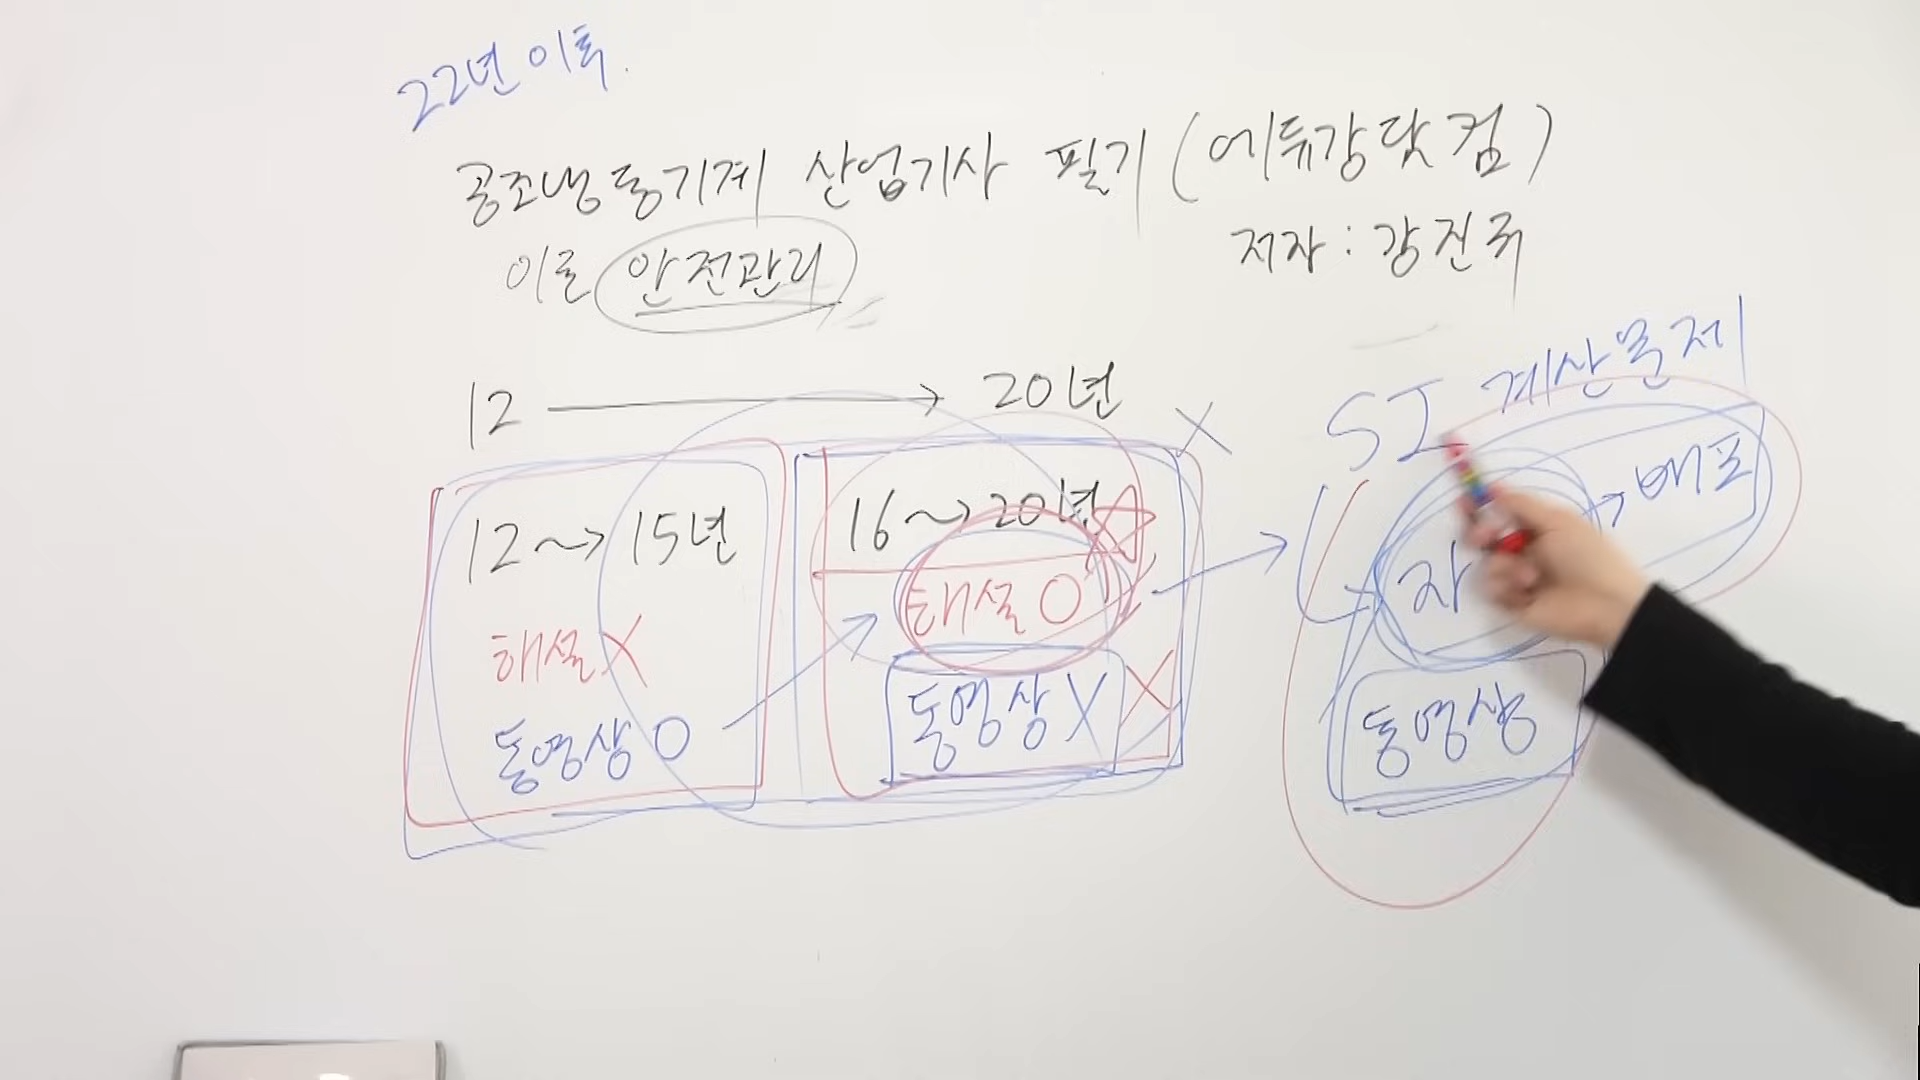 22년 이후.
공조냉동기계 산업기사 필기 (에듀강닷컴)
이론 안전관리
저자 : 강진규
12 → 20년
X
12 ~> 15년
해설 X
동영상 O
16 ~> 20년
해설 O
동영상 X X
SI 계산문제
자
→ 배포
동영상